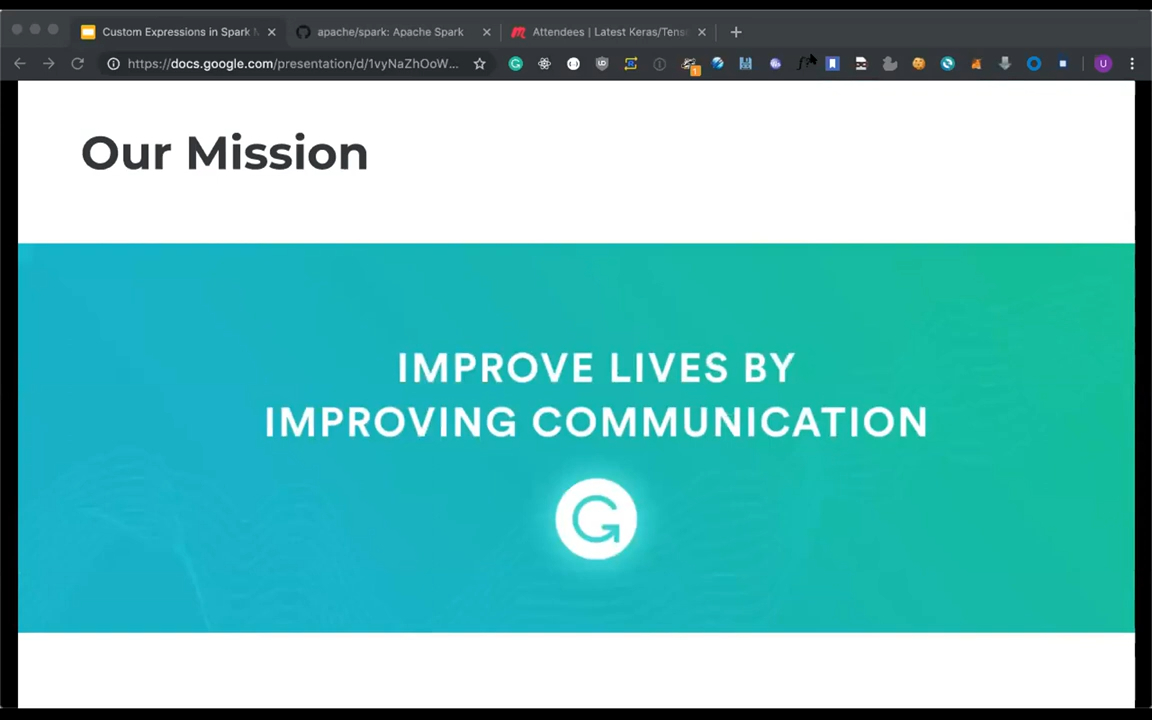 Custom Expressions in Spark
apache/spark: Apache Spark
Attendees | Latest Keras/Tens
https://docs.google.com/presentation/d/1vyNaZhOoW...
Our Mission
IMPROVE LIVES BY
IMPROVING COMMUNICATION